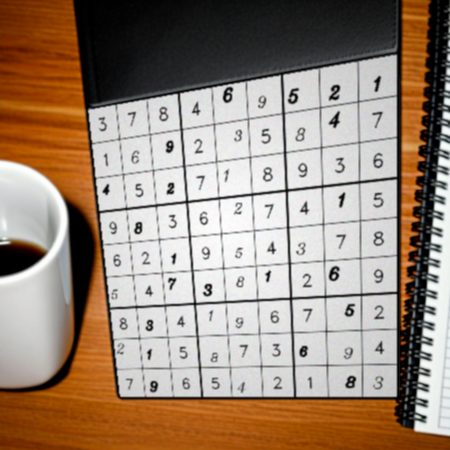 3 7 8 4 6 9 5 2 1
1 6 9 2 3 5 8 4 7
4 5 2 7 1 8 9 3 6
9 8 3 6 2 7 4 1 5
6 2 1 9 5 4 3 7 8
5 4 7 3 8 1 2 6 9
8 3 4 1 9 6 7 5 2
2 1 5 8 7 3 6 9 4
7 9 6 5 4 2 1 8 3